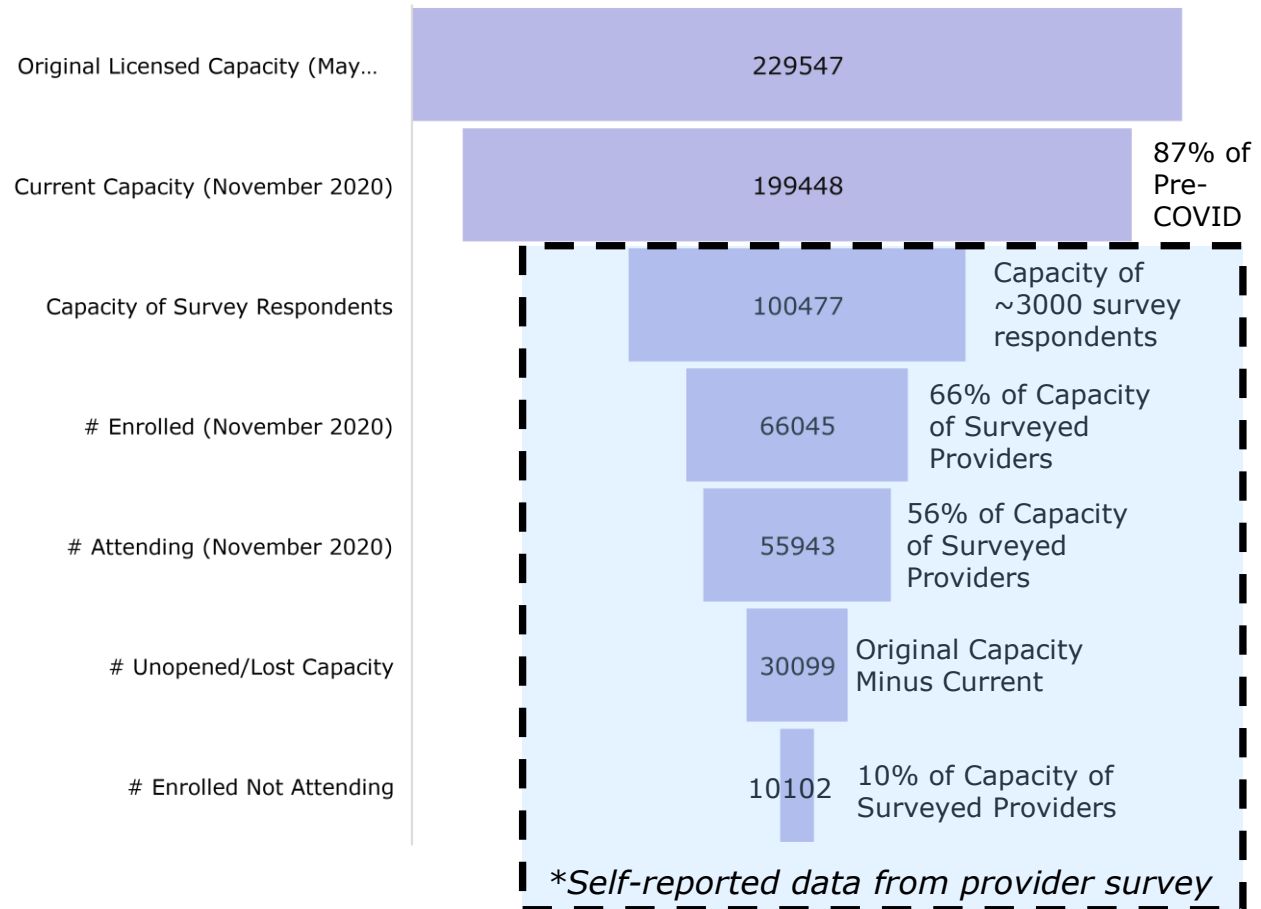 Original Licensed Capacity (May…
229547
Current Capacity (November 2020)
199448
87% of
Pre-
COVID
Capacity of Survey Respondents
100477
Capacity of
~3000 survey
respondents
# Enrolled (November 2020)
66045
66% of Capacity
of Surveyed
Providers
# Attending (November 2020)
55943
56% of Capacity
of Surveyed
Providers
# Unopened/Lost Capacity
30099
Original Capacity
Minus Current
# Enrolled Not Attending
10102
10% of Capacity of
Surveyed Providers
*Self-reported data from provider survey